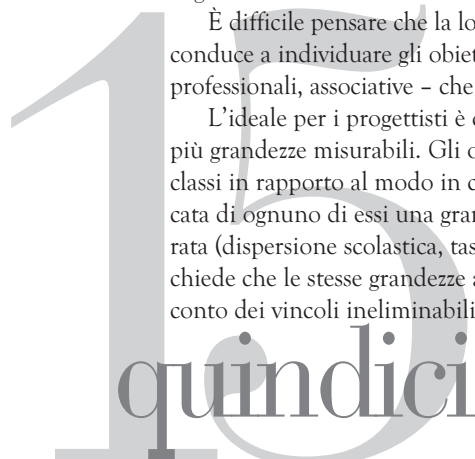 È difficile pensare che la lo
conduce a individuare gli obiet
professionali, associative – che
L'ideale per i progettisti è
più grandezze misurabili. Gli o
classi in rapporto al modo in c
cata di ognuno di essi una gran
rata (dispersione scolastica, tas
chiede che le stesse grandezze a
conto dei vincoli ineliminabili
15
quindici